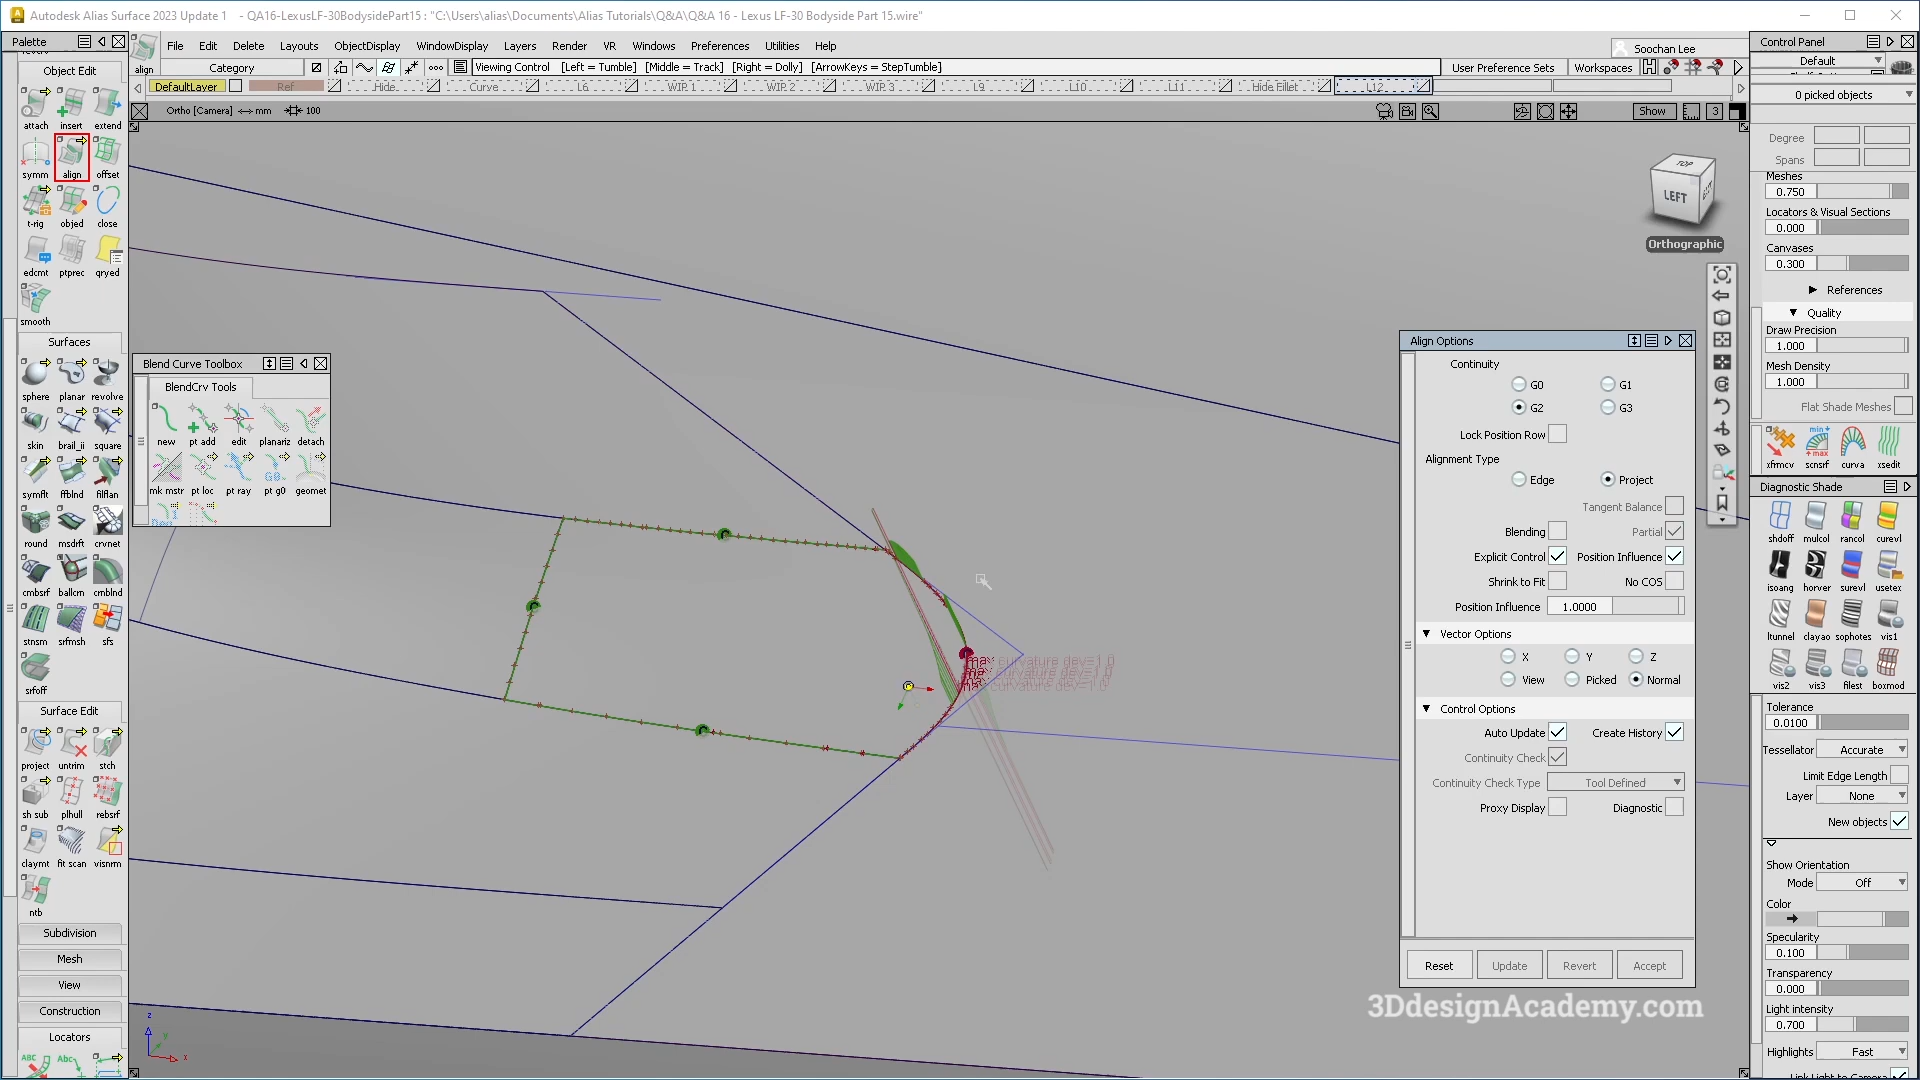 Autodesk Alias Surface 2023 Update 1 - QA16-LexusLF-30BodysidePart15 : "C:\Users\alias\Documents\Alias Tutorials\Q&A\Q&A 16 - Lexus LF-30 Bodyside Part 15.wire"
Palette
File Edit Delete Layouts ObjectDisplay WindowDisplay Layers Render VR Windows Preferences Utilities Help
Soochan Lee
Control Panel
align
Category
Viewing Control [Left = Tumble] [Middle = Track] [Right = Dolly] [ArrowKeys = StepTumble]
User Preference Sets
Workspaces
Default
DefaultLayer Ref Hide Curve L6 WIP 1 WIP 2 WIP 3 L9 L10 L11 Hide Fillet L12
Ortho [Camera] mm 100
Show
3
0 picked objects
Object Edit
attach insert extend
symm align offset
t-rig objed close
edcmt ptprec qryed
smooth
Surfaces
sphere planar revolve
skin brail_ii square
symflt ffblnd filflan
round msdrft crvnet
cmbsrf ballcrn cmblnd
stnsm srfmsh sfs
srfoff
Surface Edit
project untrim stch
sh sub plhull rebsrf
claymt fit scan visnrm
ntb
Subdivision
Mesh
View
Construction
Locators
ABC Abc
Blend Curve Toolbox
BlendCrv Tools
new pt add edit planariz detach
mk mstr pt loc pt ray pt g0 geomet
G0
max curvature dev=1.0
z
y
x
TOP
LEFT
Orthographic
Align Options
Continuity
G0 G1
G2 G3
Lock Position Row
Alignment Type
Edge Project
Tangent Balance
Blending Partial
Explicit Control Position Influence
Shrink to Fit No COS
Position Influence 1.0000
Vector Options
X Y Z
View Picked Normal
Control Options
Auto Update Create History
Continuity Check
Continuity Check Type Tool Defined
Proxy Display Diagnostic
Reset Update Revert Accept
3DdesignAcademy.com
Degree
Spans
Meshes
0.750
Locators & Visual Sections
0.000
Canvases
0.300
References
Quality
Draw Precision
1.000
Mesh Density
1.000
Flat Shade Meshes
min
max
xfrmcv scnsrf curva xsedit
Diagnostic Shade
shdoff mulcol rancol curevl
isoang horver surevl usetex
ltunnel clayao sophotes vis1
vis2 vis3 filest boxmod
Tolerance
0.0100
Tessellator Accurate
Limit Edge Length
Layer None
New objects
Show Orientation
Mode Off
Color
Specularity
0.100
Transparency
0.000
Light intensity
0.700
Highlights Fast